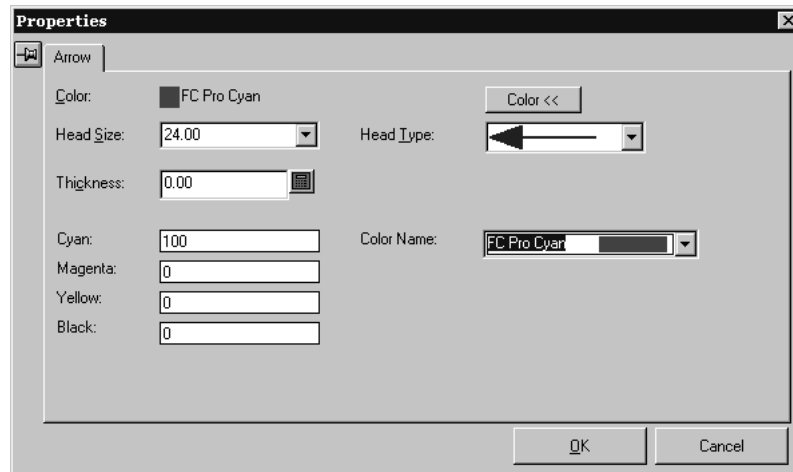 Properties
Arrow
Color: FC Pro Cyan Color <<
Head Size: 24.00 Head Type:
Thickness: 0.00
Cyan: 100 Color Name: FC Pro Cyan
Magenta: 0
Yellow: 0
Black: 0
OK Cancel